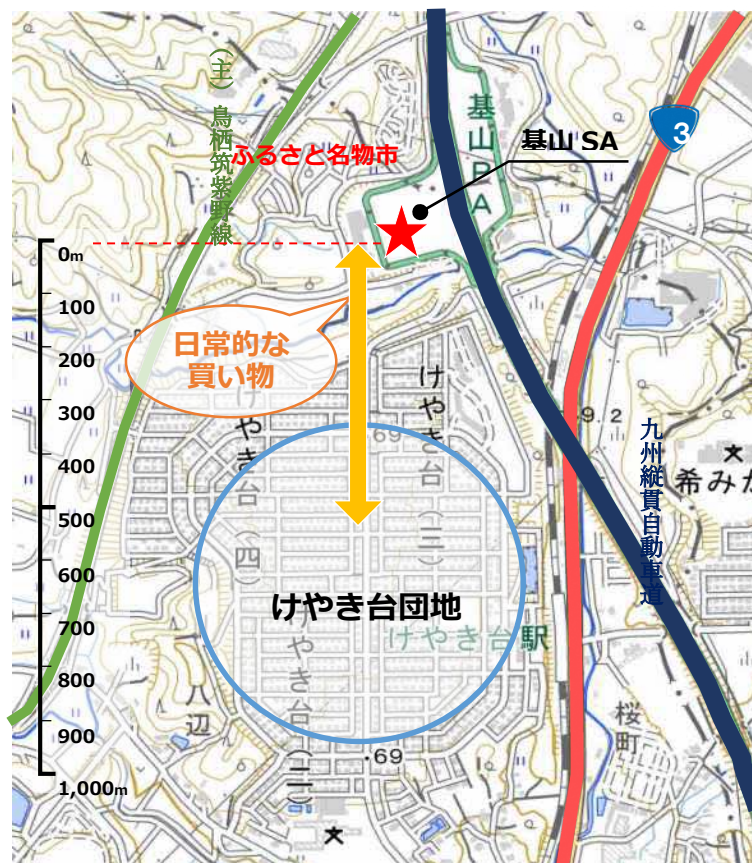 (主)鳥栖筑紫野線
ふるさと名物市
基山PA
基山SA
3
0m
100
200
300
400
500
600
700
800
900
1,000m
日常的な
買い物
けやき台(三)
けやき台(四)
69
9.2
九州縦貫自動車道
希みが
けやき台団地
けやき台駅
けやき台(二)
八辺
桜町
.69
文
文